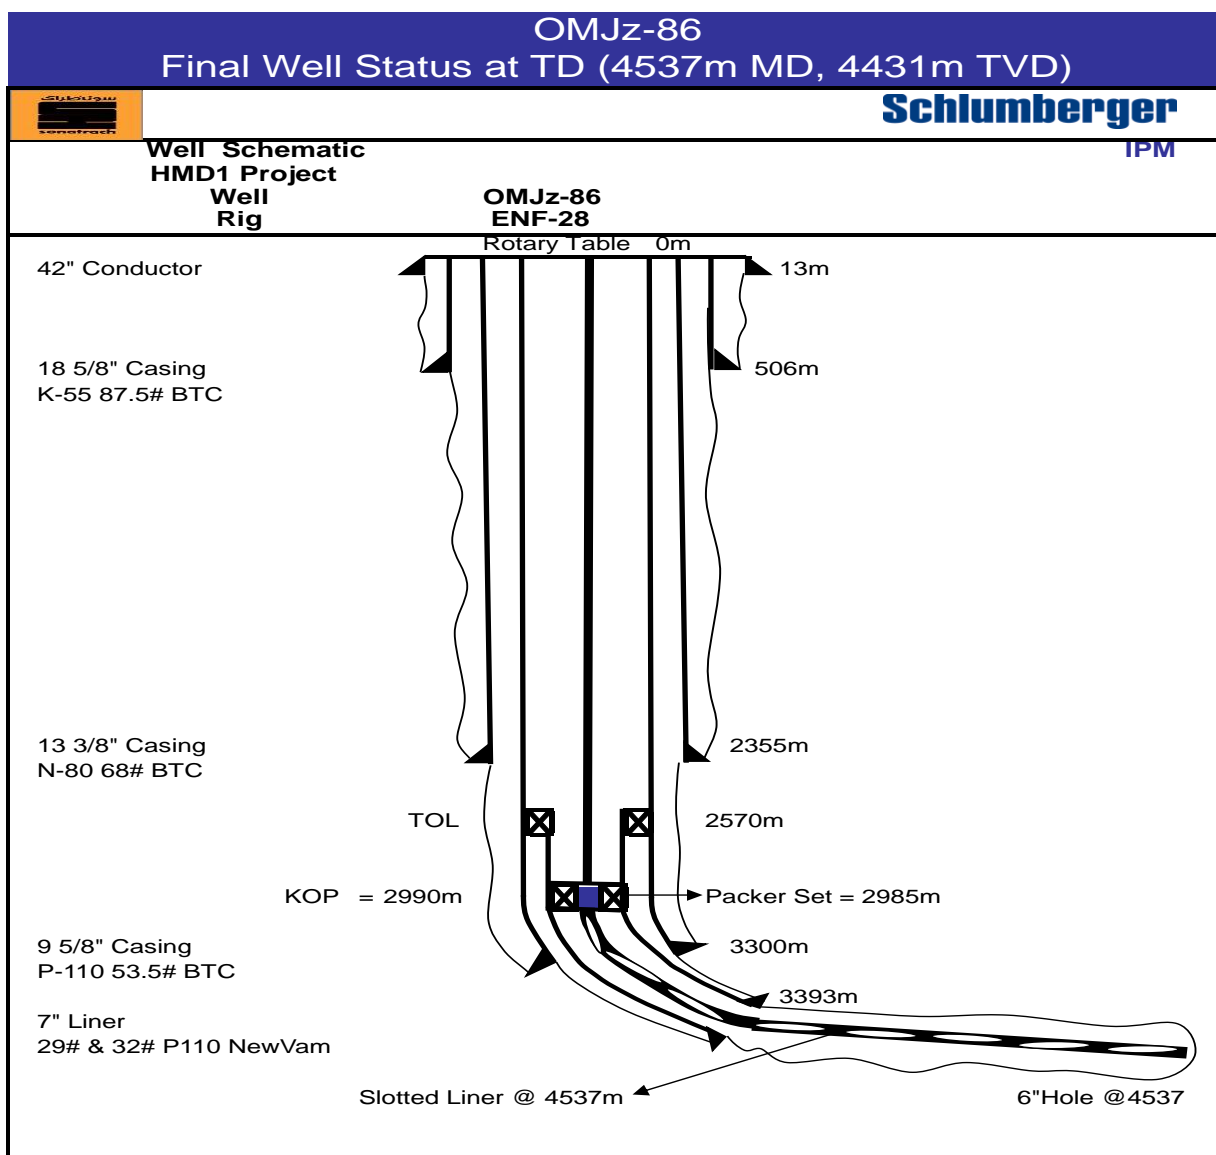 OMJz-86
Final Well Status at TD (4537m MD, 4431m TVD)
سوناطراك
sonatrach
Schlumberger
IPM
Well Schematic
HMD1 Project
Well OMJz-86
Rig ENF-28
Rotary Table 0m
42" Conductor 13m
18 5/8" Casing 506m
K-55 87.5# BTC
13 3/8" Casing 2355m
N-80 68# BTC
TOL 2570m
KOP = 2990m Packer Set = 2985m
9 5/8" Casing 3300m
P-110 53.5# BTC
3393m
7" Liner
29# & 32# P110 NewVam
Slotted Liner @ 4537m 6"Hole @4537